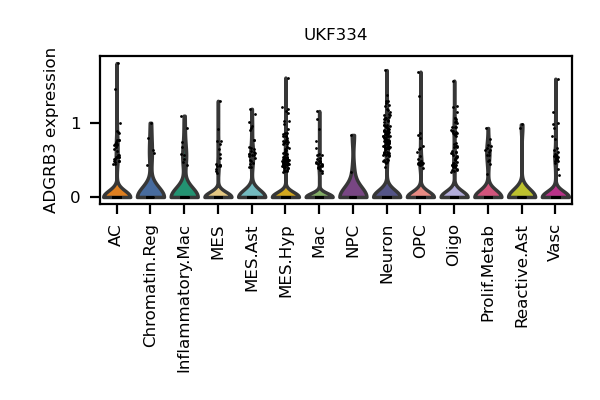 UKF334
ADGRB3 expression
1
0
AC
Chromatin.Reg
Inflammatory.Mac
MES
MES.Ast
MES.Hyp
Mac
NPC
Neuron
OPC
Oligo
Prolif.Metab
Reactive.Ast
Vasc